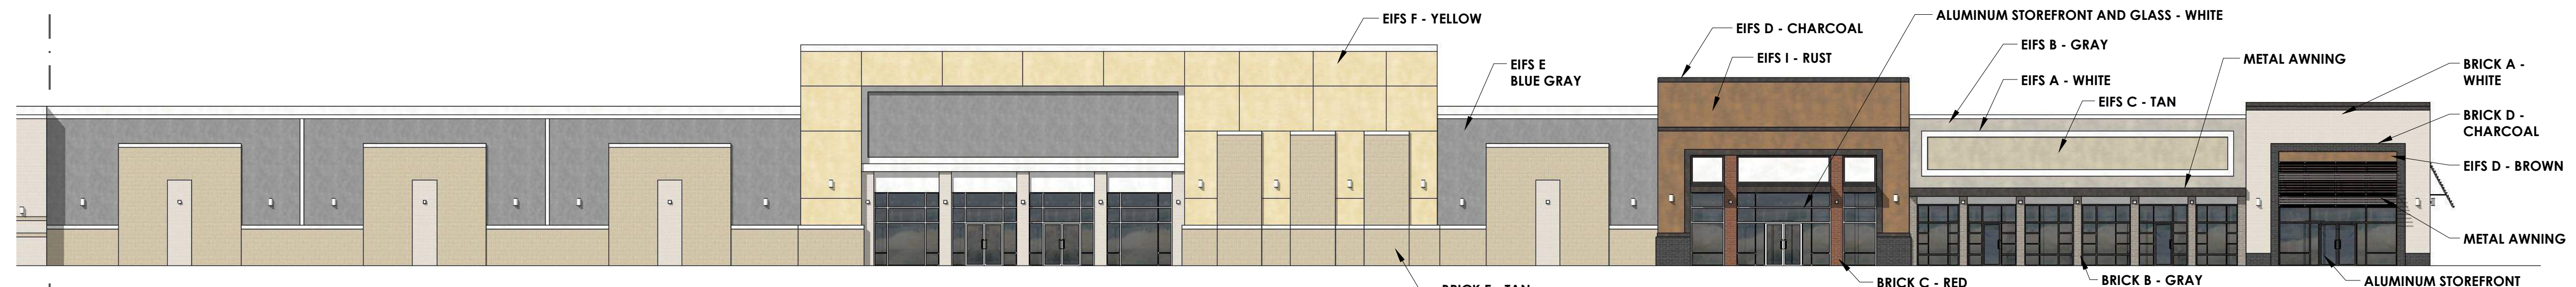 EIFS F - YELLOW
EIFS E
BLUE GRAY
EIFS D - CHARCOAL
EIFS I - RUST
ALUMINUM STOREFRONT AND GLASS - WHITE
EIFS B - GRAY
EIFS A - WHITE
EIFS C - TAN
METAL AWNING
BRICK A -
WHITE
BRICK D -
CHARCOAL
EIFS D - BROWN
METAL AWNING
ALUMINUM STOREFRONT
BRICK B - GRAY
BRICK C - RED